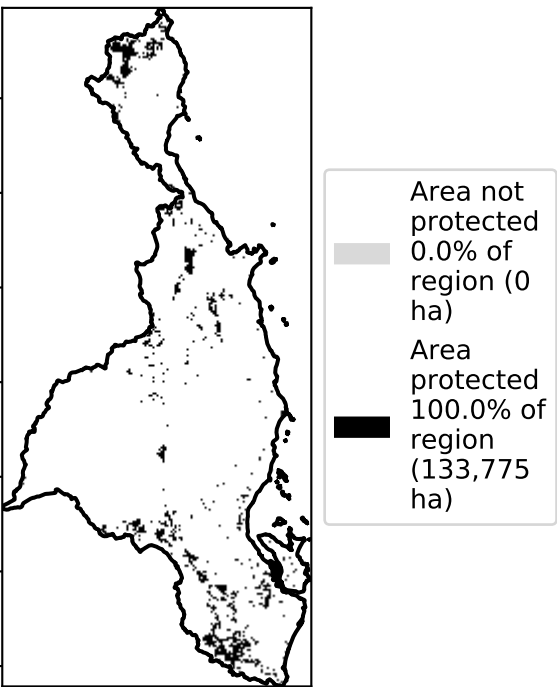 Area not
protected
0.0% of
region (0
ha)
Area
protected
100.0% of
region
(133,775
ha)